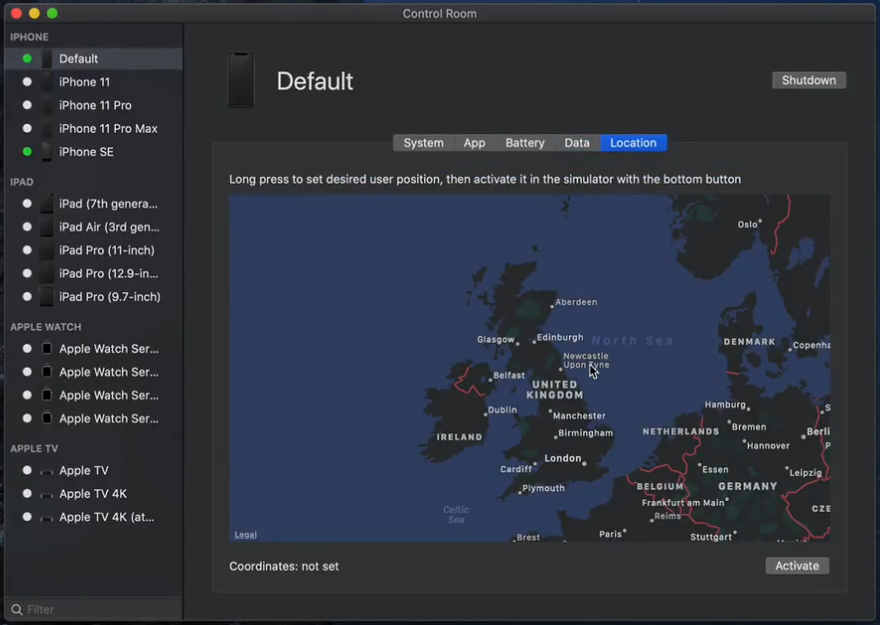 Control Room
IPHONE
Default
iPhone 11
iPhone 11 Pro
iPhone 11 Pro Max
iPhone SE
IPAD
iPad (7th genera...
iPad Air (3rd gen...
iPad Pro (11-inch)
iPad Pro (12.9-in...
iPad Pro (9.7-inch)
APPLE WATCH
Apple Watch Ser...
Apple Watch Ser...
Apple Watch Ser...
Apple Watch Ser...
APPLE TV
Apple TV
Apple TV 4K
Apple TV 4K (at...
Filter
Default
Shutdown
System App Battery Data Location
Long press to set desired user position, then activate it in the simulator with the bottom button
Oslo
Aberdeen
Glasgow
Edinburgh
North Sea
DENMARK
Copenha
Newcastle
Upon Tyne
Belfast
UNITED
KINGDOM
Dublin
Manchester
Hamburg
IRELAND
Birmingham
NETHERLANDS
Bremen
Berli
Hannover
London
Cardiff
Essen
Leipzig
Plymouth
BELGIUM
GERMANY
Frankfurt am Main
Celtic
Sea
Reims
CZE
Legal
Brest
Paris
Stuttgart
Coordinates: not set
Activate